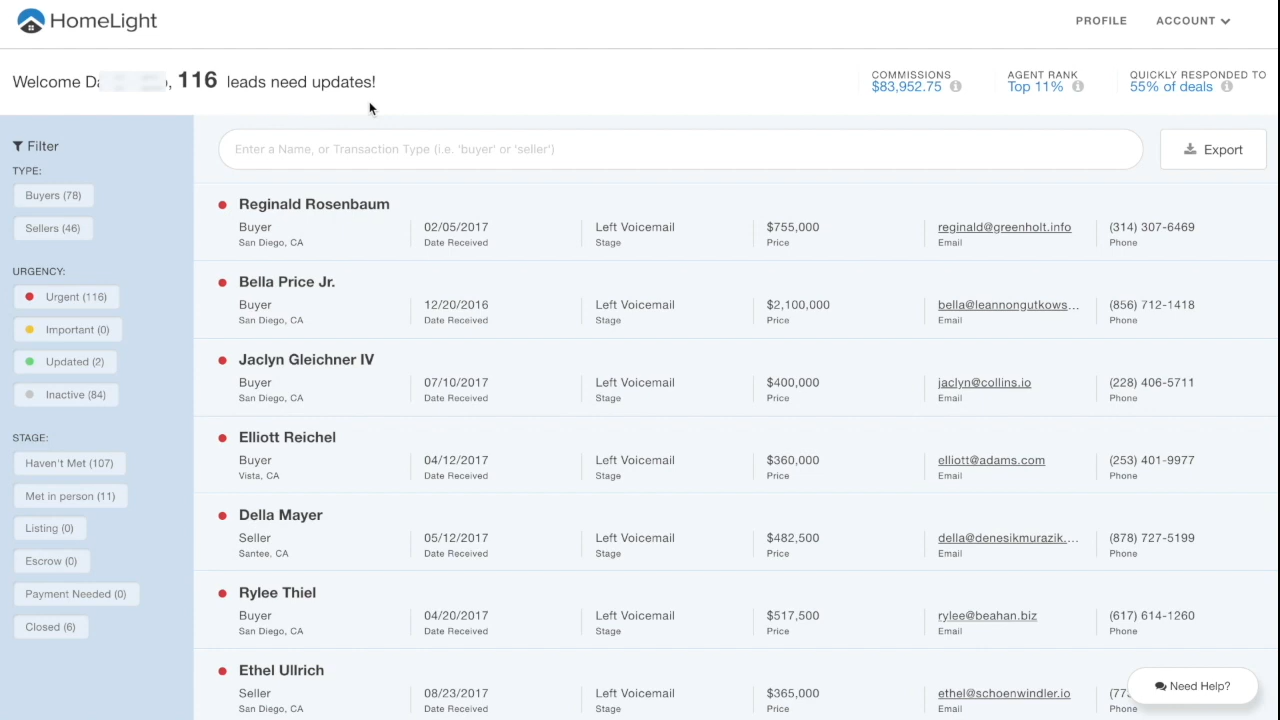 HomeLight
PROFILE
ACCOUNT
Welcome Da , 116 leads need updates!
COMMISSIONS
$83,952.75
AGENT RANK
Top 11%
QUICKLY RESPONDED TO
55% of deals
Filter
TYPE:
Buyers (78)
Sellers (46)
URGENCY:
Urgent (116)
Important (0)
Updated (2)
Inactive (84)
STAGE:
Haven't Met (107)
Met in person (11)
Listing (0)
Escrow (0)
Payment Needed (0)
Closed (6)
Enter a Name, or Transaction Type (i.e. 'buyer' or 'seller')
Export
Reginald Rosenbaum
Buyer 02/05/2017 Left Voicemail $755,000 reginald@greenholt.info (314) 307-6469
San Diego, CA Date Received Stage Price Email Phone
Bella Price Jr.
Buyer 12/20/2016 Left Voicemail $2,100,000 bella@leannongutkows... (856) 712-1418
San Diego, CA Date Received Stage Price Email Phone
Jaclyn Gleichner IV
Buyer 07/10/2017 Left Voicemail $400,000 jaclyn@collins.io (228) 406-5711
San Diego, CA Date Received Stage Price Email Phone
Elliott Reichel
Buyer 04/12/2017 Left Voicemail $360,000 elliott@adams.com (253) 401-9977
Vista, CA Date Received Stage Price Email Phone
Della Mayer
Seller 05/12/2017 Left Voicemail $482,500 della@denesikmurazik.... (878) 727-5199
Santee, CA Date Received Stage Price Email Phone
Rylee Thiel
Buyer 04/20/2017 Left Voicemail $517,500 rylee@beahan.biz (617) 614-1260
San Diego, CA Date Received Stage Price Email Phone
Ethel Ullrich
Seller 08/23/2017 Left Voicemail $365,000 ethel@schoenwindler.io
San Diego, CA Date Received Stage Price Email Phone
Need Help?